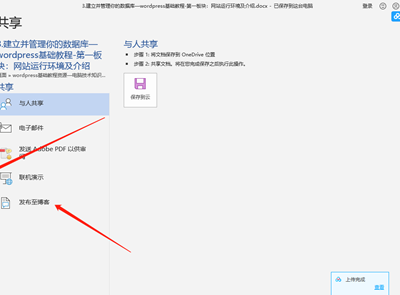 3.建立并管理你的数据库—wordpress基础教程-第一板块：网站运行环境及介绍.docx - 已保存到这台电脑
登录
共享
3.建立并管理你的数据库—
wordpress基础教程-第一板
块：网站运行环境及介绍
桌面 » wordpress基础教程资源—电脑技术知识...
共享
与人共享
电子邮件
发送 Adobe PDF 以供审
阅
联机演示
发布至博客
与人共享
步骤 1: 将文档保存到 OneDrive 位置
步骤 2: 共享文档。将在您完成保存之后执行此操作。
保存到云
上传完成
查看